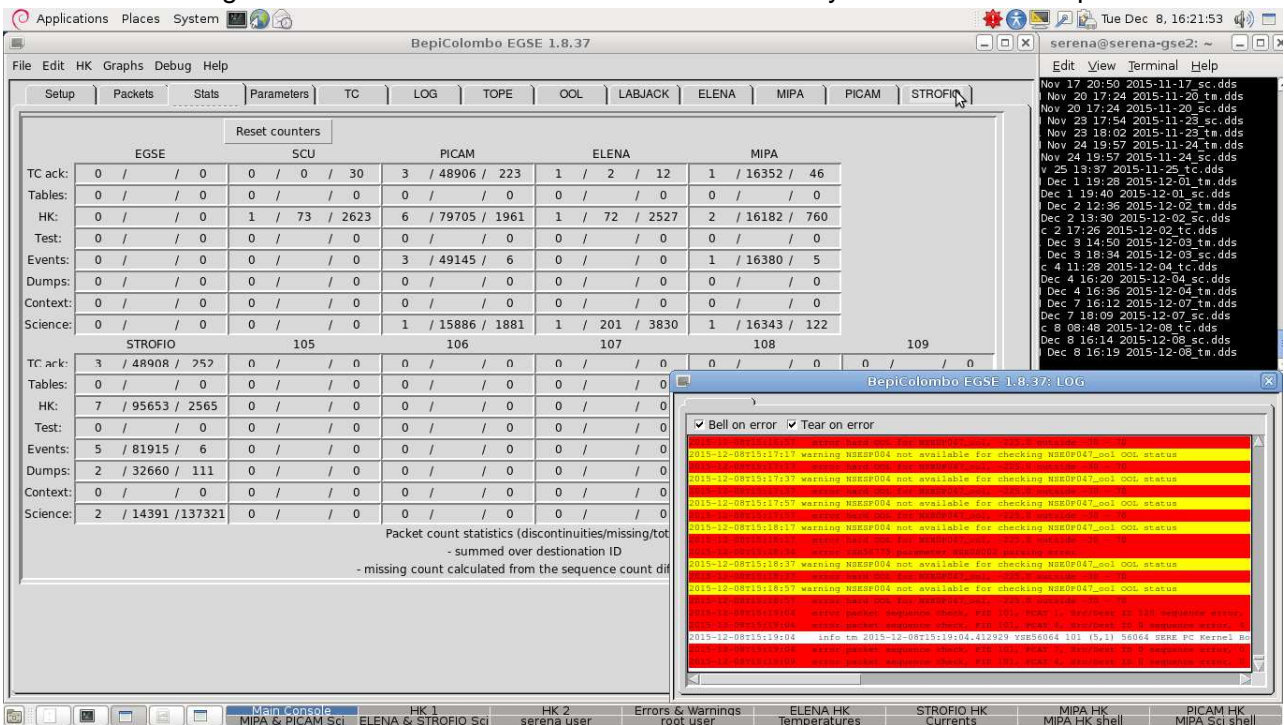 Applications Places System Tue Dec 8, 16:21:53
BepiColombo EGSE 1.8.37
serena@serena-gse2: ~
File Edit HK Graphs Debug Help
Edit View Terminal Help
Setup Packets Stats Parameters TC LOG TOPE OOL LABJACK ELENA MIPA PICAM STROFIO
Reset counters
EGSE SCU PICAM ELENA MIPA
TC ack: 0 / / 0 0 / 0 / 30 3 / 48906 / 223 1 / 2 / 12 1 / 16352 / 46
Tables: 0 / / 0 0 / / 0 0 / / 0 0 / / 0 0 / / 0
HK: 0 / / 0 1 / 73 / 2623 6 / 79705 / 1961 1 / 72 / 2527 2 / 16182 / 760
Test: 0 / / 0 0 / / 0 0 / / 0 0 / / 0 0 / / 0
Events: 0 / / 0 0 / / 0 3 / 49145 / 6 0 / / 0 1 / 16380 / 5
Dumps: 0 / / 0 0 / / 0 0 / / 0 0 / / 0 0 / / 0
Context: 0 / / 0 0 / / 0 0 / / 0 0 / / 0 0 / / 0
Science: 0 / / 0 0 / / 0 1 / 15886 / 1881 1 / 201 / 3830 1 / 16343 / 122
STROFIO 105 106 107 108 109
TC ack: 3 / 48908 / 252 0 / / 0 0 / / 0 0 / / 0 0 / / 0 0 / / 0
Tables: 0 / / 0 0 / / 0 0 / / 0 0 / / 0
HK: 7 / 95653 / 2565 0 / / 0 0 / / 0 0 / / 0
Test: 0 / / 0 0 / / 0 0 / / 0 0 / / 0
Events: 5 / 81915 / 6 0 / / 0 0 / / 0 0 / / 0
Dumps: 2 / 32660 / 111 0 / / 0 0 / / 0 0 / / 0
Context: 0 / / 0 0 / / 0 0 / / 0 0 / / 0
Science: 2 / 14391 / 13732 0 / / 0 0 / / 0 0 / / 0
Packet count statistics (discontinuities/missing/tot
- summed over destionation ID
- missing count calculated from the sequence count dif
Nov 17 20:50 2015-11-17_sc.dds
Nov 20 17:24 2015-11-20_tm.dds
Nov 20 17:24 2015-11-20_sc.dds
Nov 23 17:54 2015-11-23_sc.dds
Nov 23 18:02 2015-11-23_tm.dds
Nov 24 19:57 2015-11-24_tm.dds
Nov 24 19:57 2015-11-24_sc.dds
v 25 13:37 2015-11-25_tc.dds
Dec 1 19:28 2015-12-01_tm.dds
Dec 1 19:40 2015-12-01_sc.dds
Dec 2 12:36 2015-12-02_tm.dds
Dec 2 13:30 2015-12-02_sc.dds
c 2 17:26 2015-12-02_tc.dds
Dec 3 14:50 2015-12-03_tm.dds
Dec 3 18:34 2015-12-03_sc.dds
c 4 11:28 2015-12-04_tc.dds
Dec 4 16:20 2015-12-04_sc.dds
Dec 4 16:36 2015-12-04_tm.dds
Dec 7 16:12 2015-12-07_tm.dds
Dec 7 18:09 2015-12-07_sc.dds
c 8 08:48 2015-12-08_tc.dds
Dec 8 16:14 2015-12-08_sc.dds
Dec 8 16:19 2015-12-08_tm.dds
BepiColombo EGSE 1.8.37: LOG
Bell on error Tear on error
2015-12-08T15:17:17 warning NSESP004 not available for checking NSE0P047_ool OOL status
2015-12-08T15:17:37 warning NSESP004 not available for checking NSE0P047_ool OOL status
2015-12-08T15:17:57 warning NSESP004 not available for checking NSE0P047_ool OOL status
2015-12-08T15:18:17 warning NSESP004 not available for checking NSE0P047_ool OOL status
2015-12-08T15:18:37 warning NSESP004 not available for checking NSE0P047_ool OOL status
2015-12-08T15:18:57 warning NSESP004 not available for checking NSE0P047_ool OOL status
2015-12-08T15:19:04 info tm 2015-12-08T15:19:04.412929 YSE56064 101 (5,1) 56064 SERE PC Kernel Bo
Main Console HK 1 HK 2 Errors & Warnings ELENA HK STROFIO HK MIPA HK PICAM HK
MIPA & PICAM Sci ELENA & STROFIO Sci serena user root user Temperatures Currents MIPA HK shell MIPA Sci shell